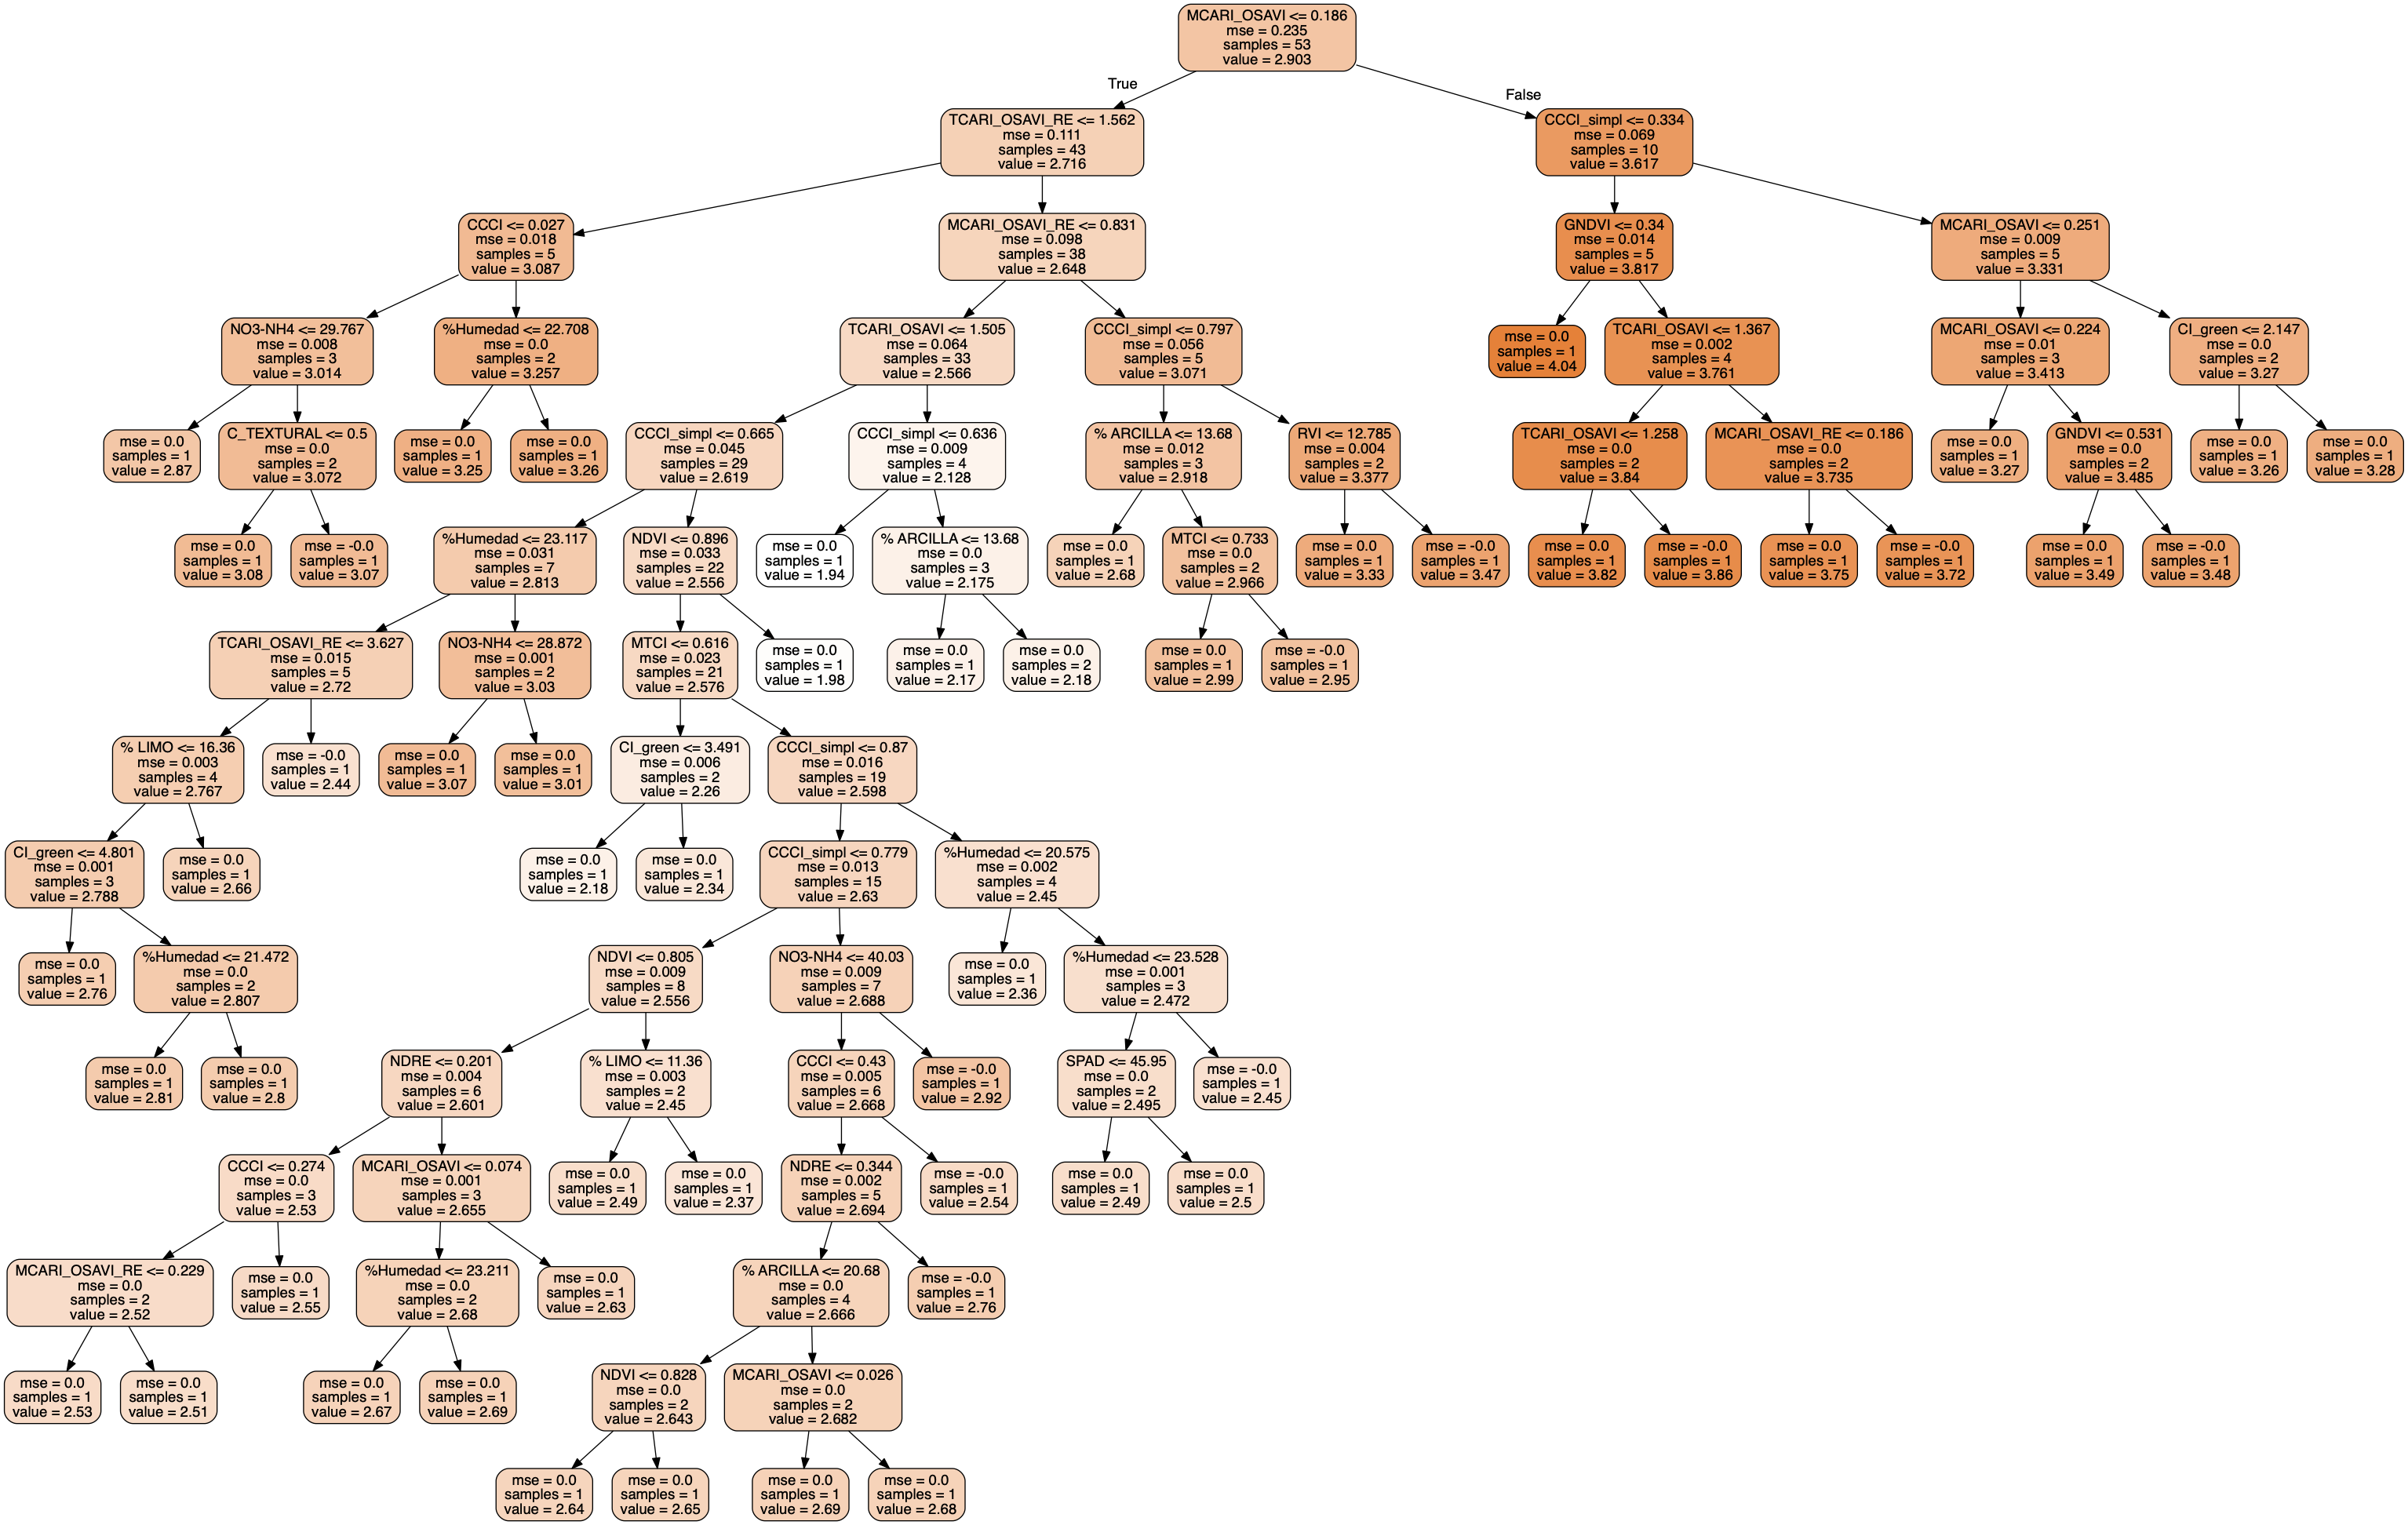 MCARI_OSAVI <= 0.186
mse = 0.235
samples = 53
value = 2.903
True
False
TCARI_OSAVI_RE <= 1.562
mse = 0.111
samples = 43
value = 2.716
CCCI_simpl <= 0.334
mse = 0.069
samples = 10
value = 3.617
CCCI <= 0.027
mse = 0.018
samples = 5
value = 3.087
MCARI_OSAVI_RE <= 0.831
mse = 0.098
samples = 38
value = 2.648
GNDVI <= 0.34
mse = 0.014
samples = 5
value = 3.817
MCARI_OSAVI <= 0.251
mse = 0.009
samples = 5
value = 3.331
NO3-NH4 <= 29.767
mse = 0.008
samples = 3
value = 3.014
%Humedad <= 22.708
mse = 0.0
samples = 2
value = 3.257
TCARI_OSAVI <= 1.505
mse = 0.064
samples = 33
value = 2.566
CCCI_simpl <= 0.797
mse = 0.056
samples = 5
value = 3.071
mse = 0.0
samples = 1
value = 4.04
TCARI_OSAVI <= 1.367
mse = 0.002
samples = 4
value = 3.761
MCARI_OSAVI <= 0.224
mse = 0.01
samples = 3
value = 3.413
CI_green <= 2.147
mse = 0.0
samples = 2
value = 3.27
mse = 0.0
samples = 1
value = 2.87
C_TEXTURAL <= 0.5
mse = 0.0
samples = 2
value = 3.072
mse = 0.0
samples = 1
value = 3.25
mse = 0.0
samples = 1
value = 3.26
CCCI_simpl <= 0.665
mse = 0.045
samples = 29
value = 2.619
CCCI_simpl <= 0.636
mse = 0.009
samples = 4
value = 2.128
% ARCILLA <= 13.68
mse = 0.012
samples = 3
value = 2.918
RVI <= 12.785
mse = 0.004
samples = 2
value = 3.377
TCARI_OSAVI <= 1.258
mse = 0.0
samples = 2
value = 3.84
MCARI_OSAVI_RE <= 0.186
mse = 0.0
samples = 2
value = 3.735
mse = 0.0
samples = 1
value = 3.27
GNDVI <= 0.531
mse = 0.0
samples = 2
value = 3.485
mse = 0.0
samples = 1
value = 3.26
mse = 0.0
samples = 1
value = 3.28
mse = 0.0
samples = 1
value = 3.08
mse = -0.0
samples = 1
value = 3.07
%Humedad <= 23.117
mse = 0.031
samples = 7
value = 2.813
NDVI <= 0.896
mse = 0.033
samples = 22
value = 2.556
mse = 0.0
samples = 1
value = 1.94
% ARCILLA <= 13.68
mse = 0.0
samples = 3
value = 2.175
mse = 0.0
samples = 1
value = 2.68
MTCI <= 0.733
mse = 0.0
samples = 2
value = 2.966
mse = 0.0
samples = 1
value = 3.33
mse = -0.0
samples = 1
value = 3.47
mse = 0.0
samples = 1
value = 3.82
mse = -0.0
samples = 1
value = 3.86
mse = 0.0
samples = 1
value = 3.75
mse = -0.0
samples = 1
value = 3.72
mse = 0.0
samples = 1
value = 3.49
mse = -0.0
samples = 1
value = 3.48
TCARI_OSAVI_RE <= 3.627
mse = 0.015
samples = 5
value = 2.72
NO3-NH4 <= 28.872
mse = 0.001
samples = 2
value = 3.03
MTCI <= 0.616
mse = 0.023
samples = 21
value = 2.576
mse = 0.0
samples = 1
value = 1.98
mse = 0.0
samples = 1
value = 2.17
mse = 0.0
samples = 2
value = 2.18
mse = 0.0
samples = 1
value = 2.99
mse = -0.0
samples = 1
value = 2.95
% LIMO <= 16.36
mse = 0.003
samples = 4
value = 2.767
mse = -0.0
samples = 1
value = 2.44
mse = 0.0
samples = 1
value = 3.07
mse = 0.0
samples = 1
value = 3.01
CI_green <= 3.491
mse = 0.006
samples = 2
value = 2.26
CCCI_simpl <= 0.87
mse = 0.016
samples = 19
value = 2.598
CI_green <= 4.801
mse = 0.001
samples = 3
value = 2.788
mse = 0.0
samples = 1
value = 2.66
mse = 0.0
samples = 1
value = 2.18
mse = 0.0
samples = 1
value = 2.34
CCCI_simpl <= 0.779
mse = 0.013
samples = 15
value = 2.63
%Humedad <= 20.575
mse = 0.002
samples = 4
value = 2.45
mse = 0.0
samples = 1
value = 2.76
%Humedad <= 21.472
mse = 0.0
samples = 2
value = 2.807
NDVI <= 0.805
mse = 0.009
samples = 8
value = 2.556
NO3-NH4 <= 40.03
mse = 0.009
samples = 7
value = 2.688
mse = 0.0
samples = 1
value = 2.36
%Humedad <= 23.528
mse = 0.001
samples = 3
value = 2.472
mse = 0.0
samples = 1
value = 2.81
mse = 0.0
samples = 1
value = 2.8
NDRE <= 0.201
mse = 0.004
samples = 6
value = 2.601
% LIMO <= 11.36
mse = 0.003
samples = 2
value = 2.45
CCCI <= 0.43
mse = 0.005
samples = 6
value = 2.668
mse = -0.0
samples = 1
value = 2.92
SPAD <= 45.95
mse = 0.0
samples = 2
value = 2.495
mse = -0.0
samples = 1
value = 2.45
CCCI <= 0.274
mse = 0.0
samples = 3
value = 2.53
MCARI_OSAVI <= 0.074
mse = 0.001
samples = 3
value = 2.655
mse = 0.0
samples = 1
value = 2.49
mse = 0.0
samples = 1
value = 2.37
NDRE <= 0.344
mse = 0.002
samples = 5
value = 2.694
mse = -0.0
samples = 1
value = 2.54
mse = 0.0
samples = 1
value = 2.49
mse = 0.0
samples = 1
value = 2.5
MCARI_OSAVI_RE <= 0.229
mse = 0.0
samples = 2
value = 2.52
mse = 0.0
samples = 1
value = 2.55
%Humedad <= 23.211
mse = 0.0
samples = 2
value = 2.68
mse = 0.0
samples = 1
value = 2.63
% ARCILLA <= 20.68
mse = 0.0
samples = 4
value = 2.666
mse = -0.0
samples = 1
value = 2.76
mse = 0.0
samples = 1
value = 2.53
mse = 0.0
samples = 1
value = 2.51
mse = 0.0
samples = 1
value = 2.67
mse = 0.0
samples = 1
value = 2.69
NDVI <= 0.828
mse = 0.0
samples = 2
value = 2.643
MCARI_OSAVI <= 0.026
mse = 0.0
samples = 2
value = 2.682
mse = 0.0
samples = 1
value = 2.64
mse = 0.0
samples = 1
value = 2.65
mse = 0.0
samples = 1
value = 2.69
mse = 0.0
samples = 1
value = 2.68